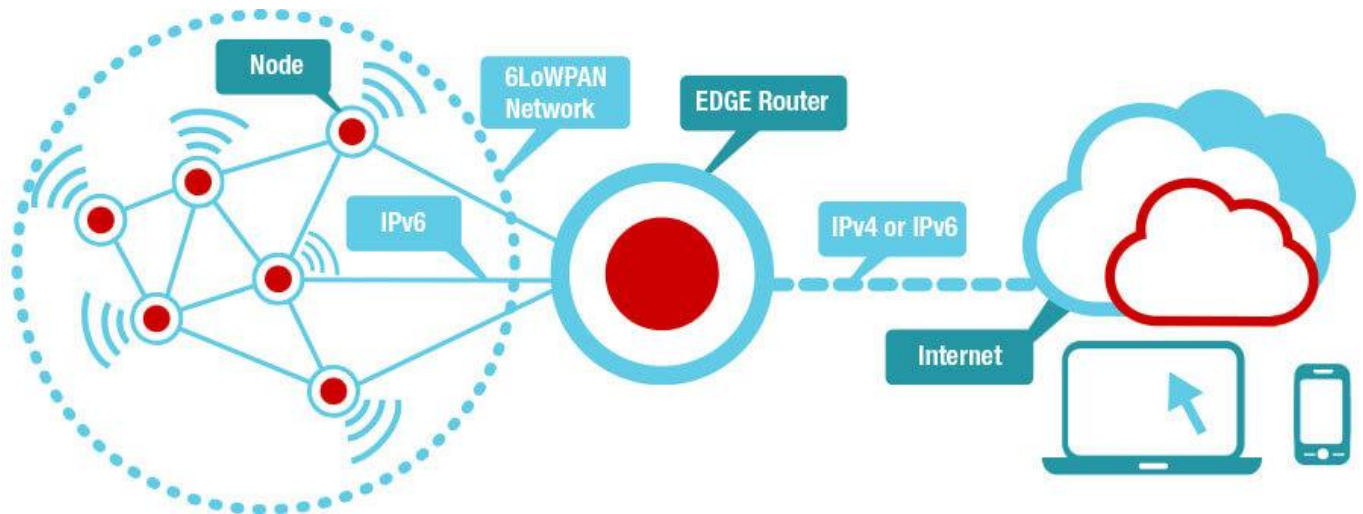 Node
6LoWPAN
Network
EDGE Router
IPv6
IPv4 or IPv6
Internet